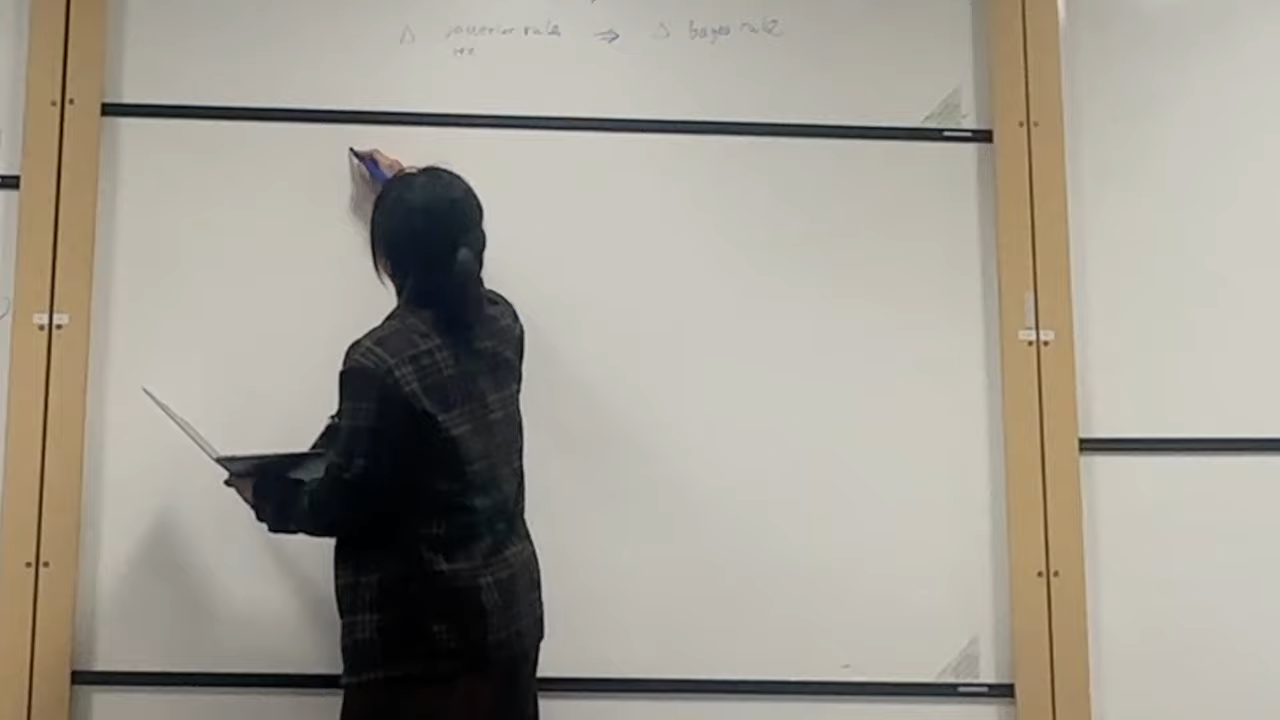 Δ posterior rule ⇒ Δ bayes rule